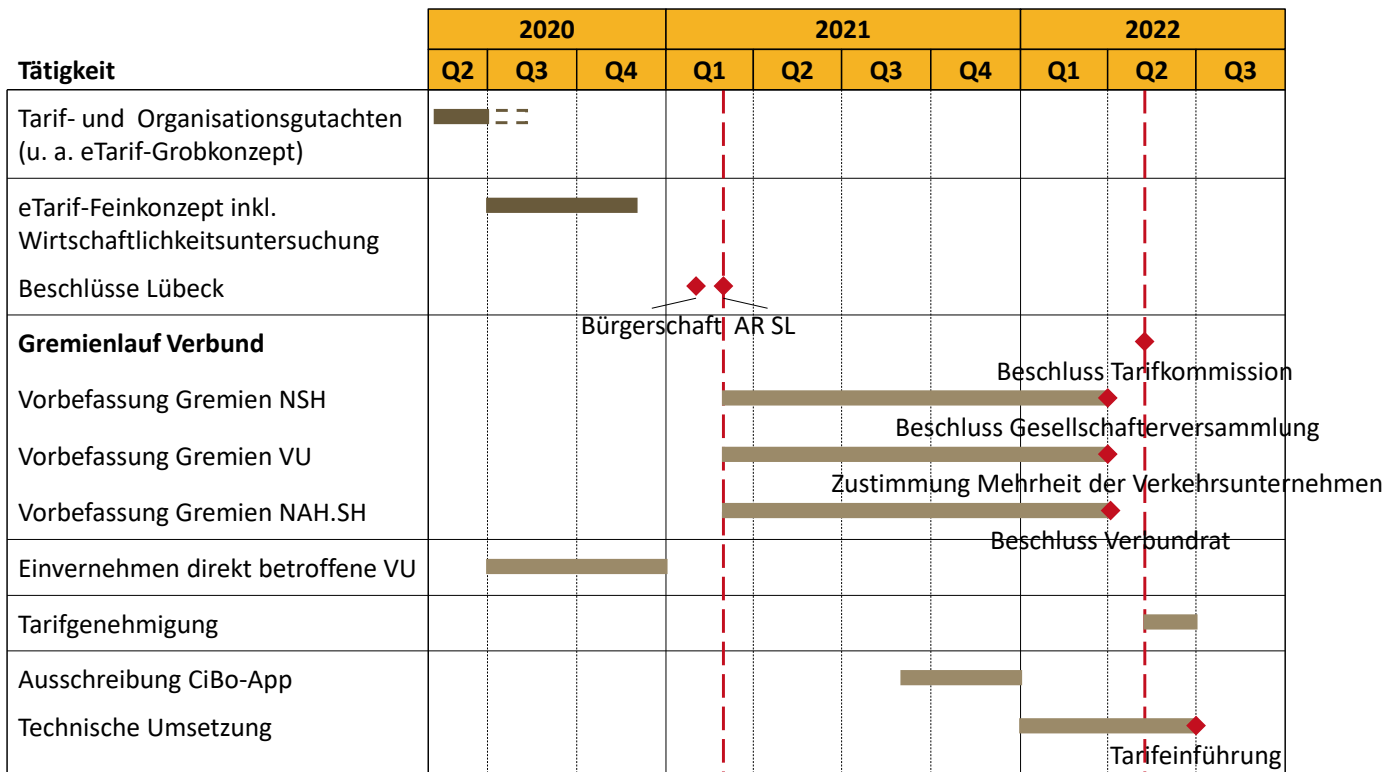 2020 2021 2022
Tätigkeit Q2 Q3 Q4 Q1 Q2 Q3 Q4 Q1 Q2 Q3
Tarif- und Organisationsgutachten
(u. a. eTarif-Grobkonzept)
eTarif-Feinkonzept inkl.
Wirtschaftlichkeitsuntersuchung
Beschlüsse Lübeck
Bürgerschaft AR SL
Gremienlauf Verbund
Beschluss Tarifkommission
Vorbefassung Gremien NSH
Beschluss Gesellschafterversammlung
Vorbefassung Gremien VU
Zustimmung Mehrheit der Verkehrsunternehmen
Vorbefassung Gremien NAH.SH
Beschluss Verbundrat
Einvernehmen direkt betroffene VU
Tarifgenehmigung
Ausschreibung CiBo-App
Technische Umsetzung
Tarifeinführung